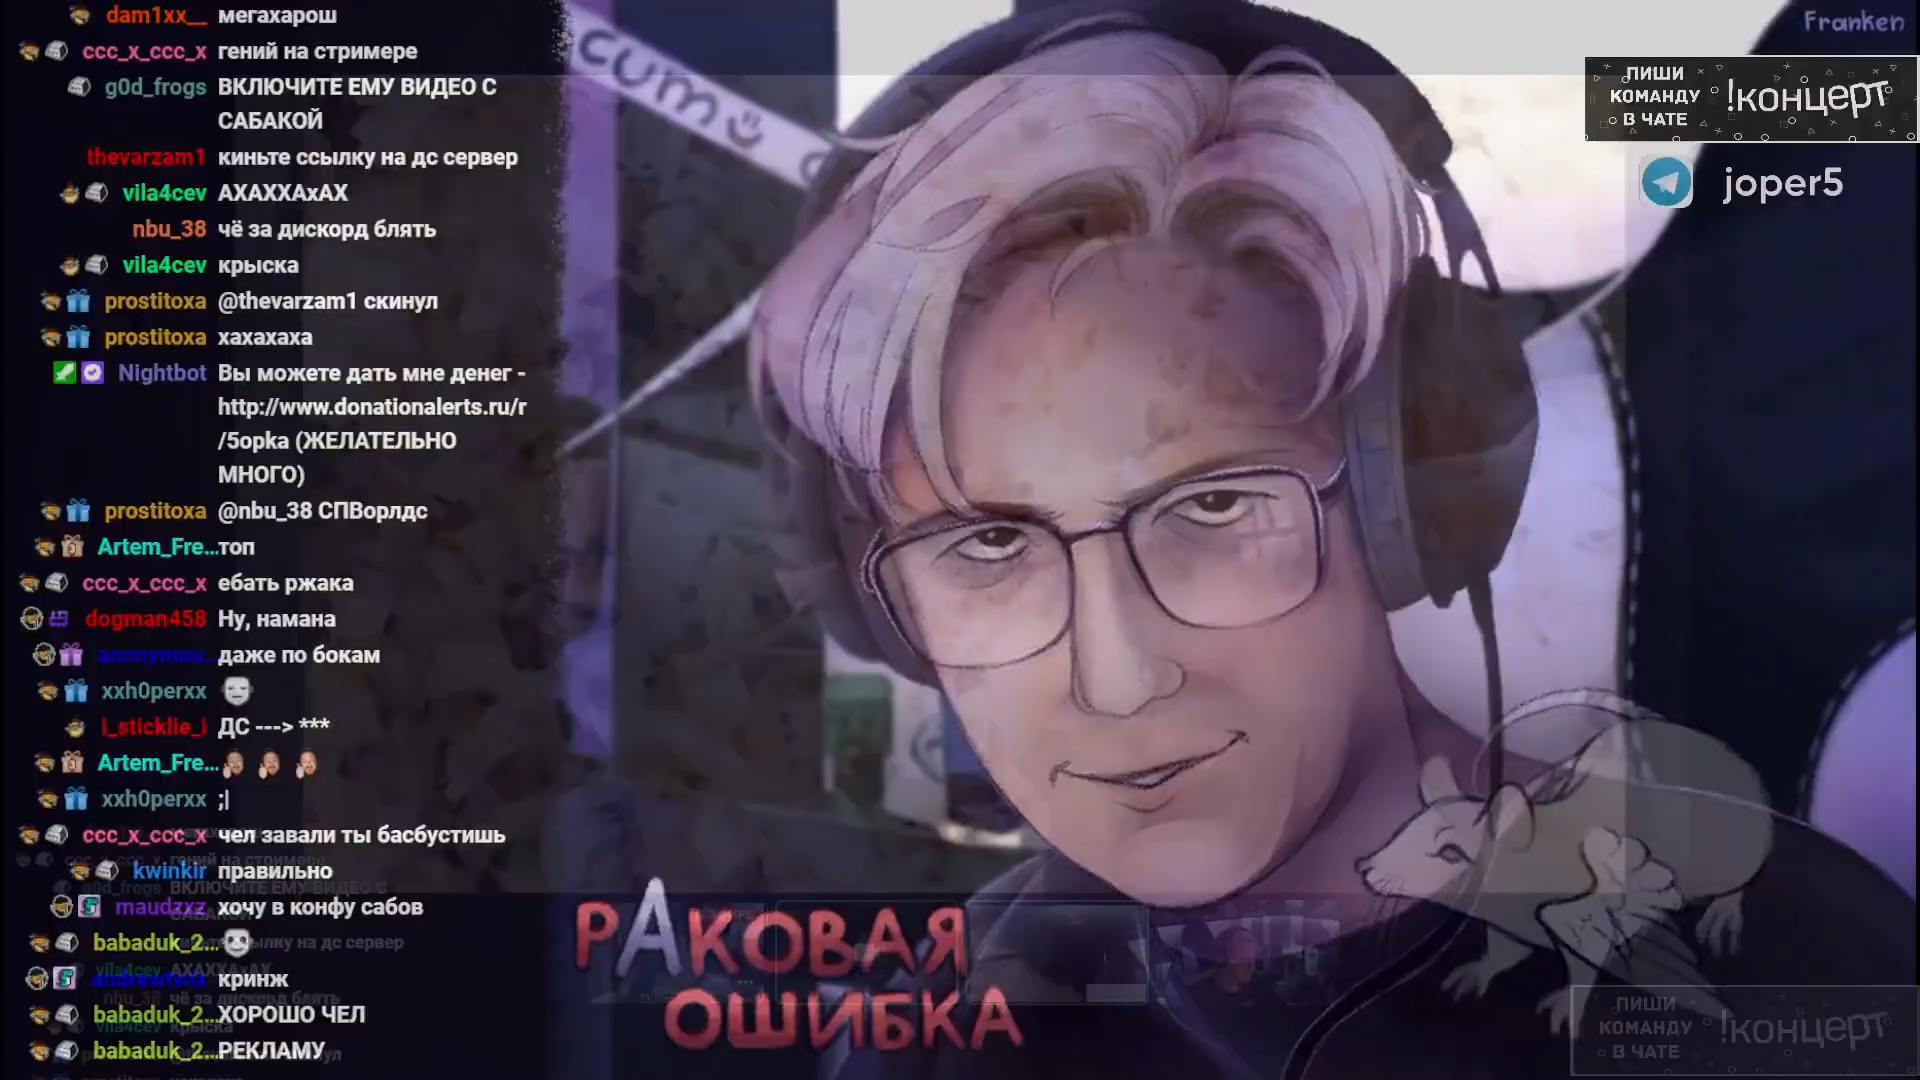 dam1xx__ мегахарош
ccc_x_ccc_x гений на стримере
g0d_frogs ВКЛЮЧИТЕ ЕМУ ВИДЕО С
САБАКОЙ
thevarzam1 киньте ссылку на дс сервер
vila4cev АХАХХАхАХ
nbu_38 чё за дискорд блять
vila4cev крыска
prostitoxa @thevarzam1 скинул
prostitoxa хахахаха
Nightbot Вы можете дать мне денег -
http://www.donationalerts.ru/r
/5opka (ЖЕЛАТЕЛЬНО
МНОГО)
prostitoxa @nbu_38 СПВорлдс
Artem_Fre... топ
ccc_x_ccc_x ебать ржака
dogman458 Ну, намана
anonymou... даже по бокам
xxh0perxx
l_sticklie_l ДС ---> ***
Artem_Fre...
xxh0perxx ;|
ccc_x_ccc_x чел завали ты басбустишь
kwinkir правильно
maudzxz хочу в конфу сабов
babaduk_2...
andrewtwix кринж
babaduk_2... ХОРОШО ЧЕЛ
babaduk_2... РЕКЛАМУ
cum
Franken
ПИШИ
КОМАНДУ
В ЧАТЕ
!концерт
joper5
РАКОВАЯ
ОШИБКА
ПИШИ
КОМАНДУ
В ЧАТЕ
!концерт